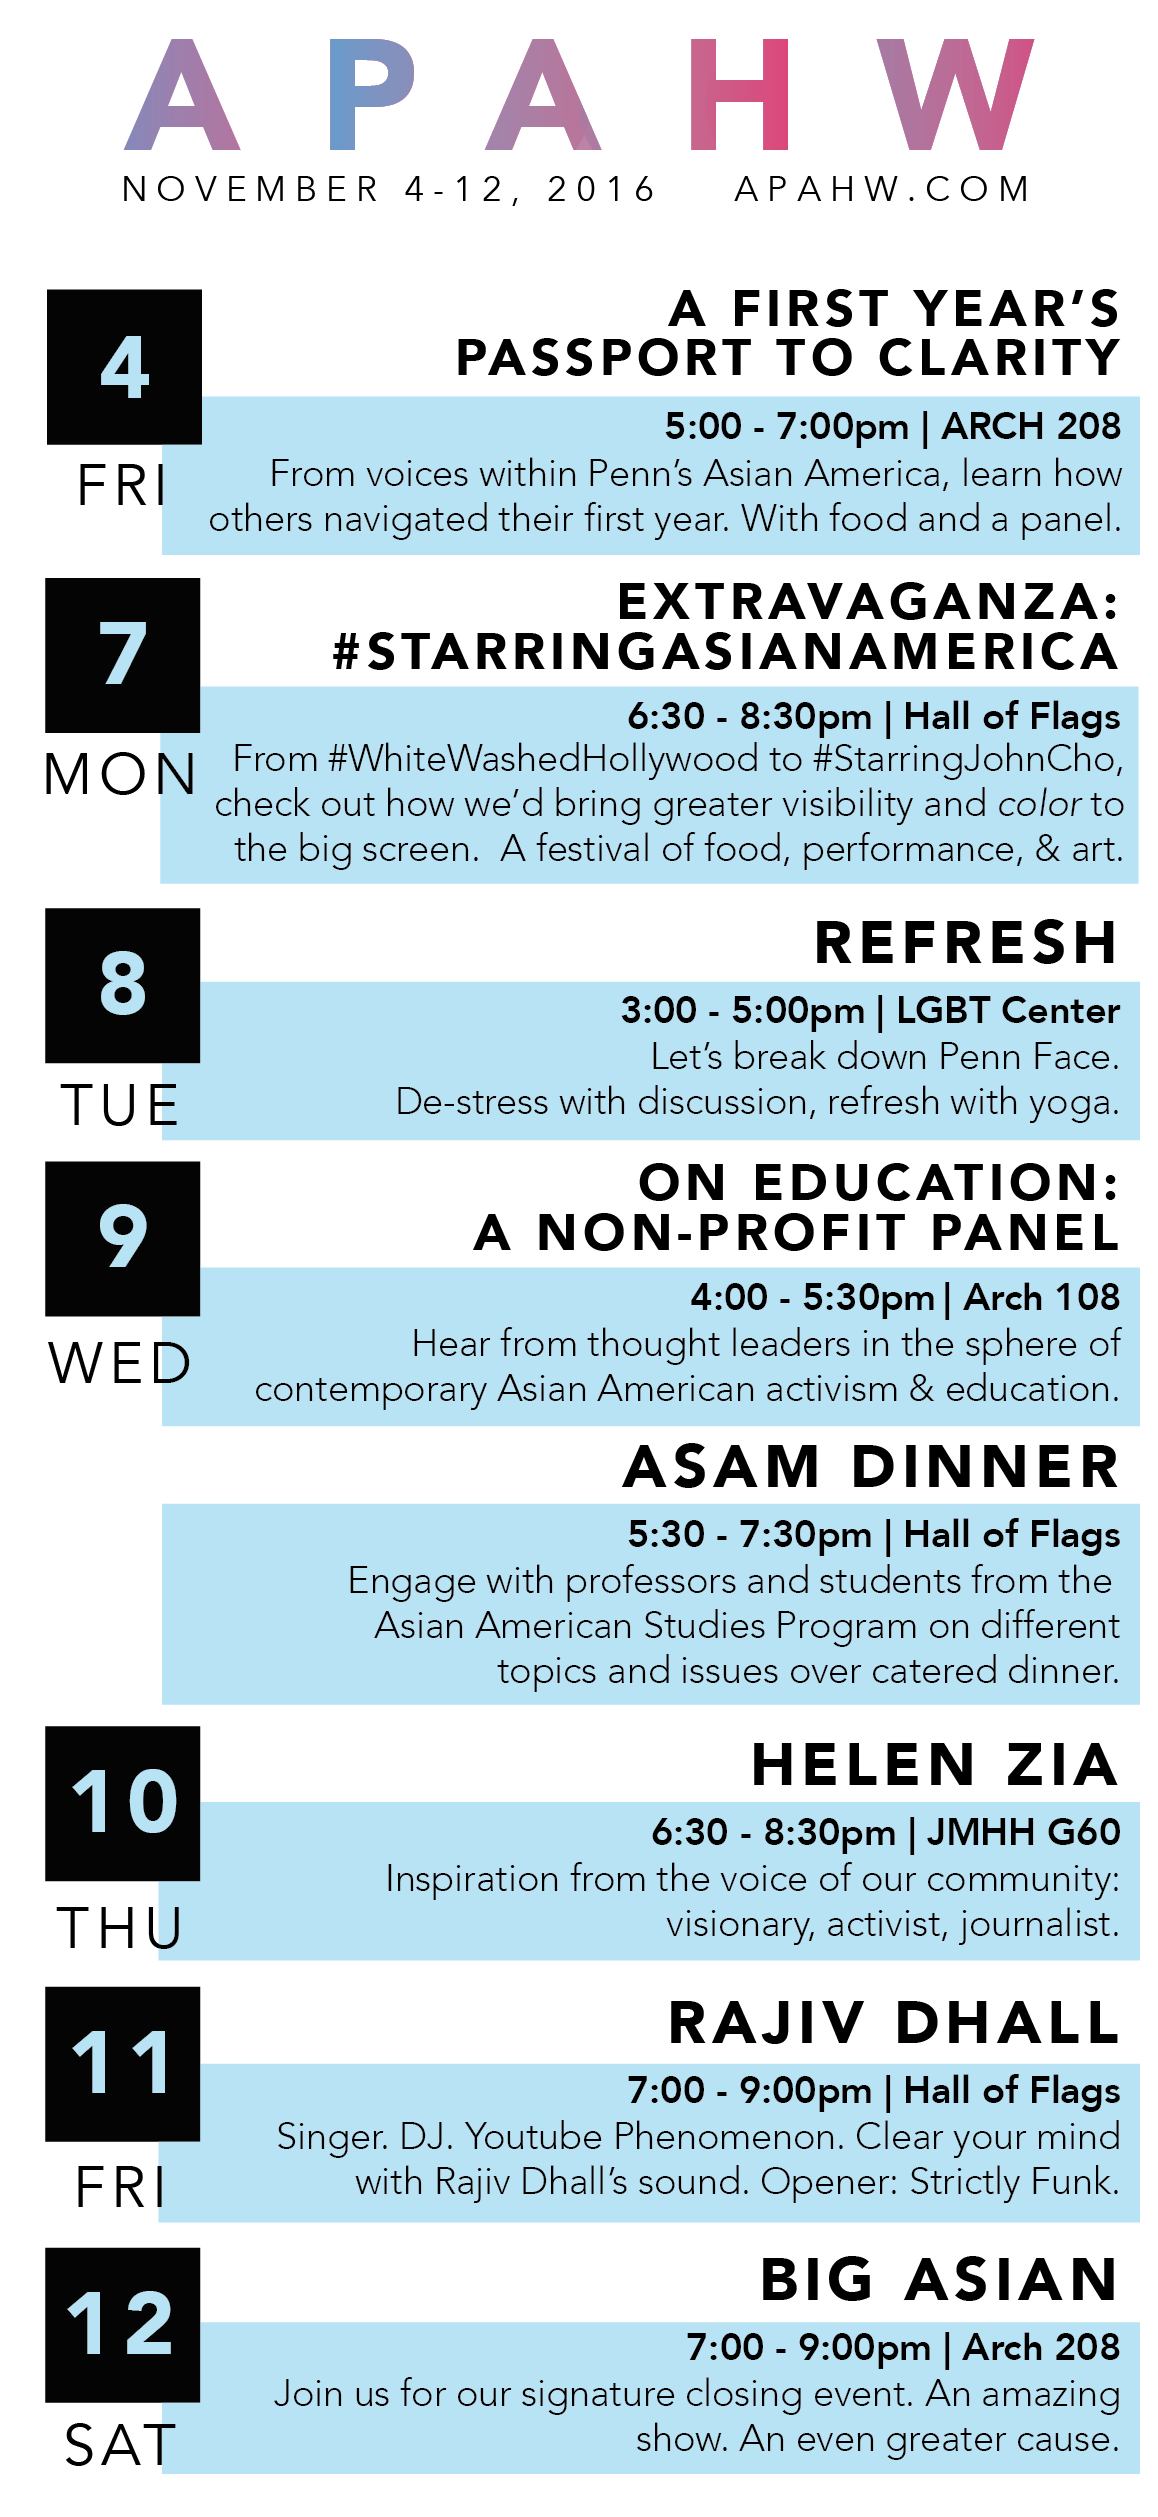 APAHW
NOVEMBER 4-12, 2016 APAHW.COM
4
FRI
A FIRST YEAR'S
PASSPORT TO CLARITY
5:00 - 7:00pm | ARCH 208
From voices within Penn's Asian America, learn how
others navigated their first year. With food and a panel.
7
MON
EXTRAVAGANZA:
#STARRINGASIANAMERICA
6:30 - 8:30pm | Hall of Flags
From #WhiteWashedHollywood to #StarringJohnCho,
check out how we'd bring greater visibility and color to
the big screen. A festival of food, performance, & art.
8
TUE
REFRESH
3:00 - 5:00pm | LGBT Center
Let's break down Penn Face.
De-stress with discussion, refresh with yoga.
9
WED
ON EDUCATION:
A NON-PROFIT PANEL
4:00 - 5:30pm | Arch 108
Hear from thought leaders in the sphere of
contemporary Asian American activism & education.
ASAM DINNER
5:30 - 7:30pm | Hall of Flags
Engage with professors and students from the
Asian American Studies Program on different
topics and issues over catered dinner.
10
THU
HELEN ZIA
6:30 - 8:30pm | JMHH G60
Inspiration from the voice of our community:
visionary, activist, journalist.
11
FRI
RAJIV DHALL
7:00 - 9:00pm | Hall of Flags
Singer. DJ. Youtube Phenomenon. Clear your mind
with Rajiv Dhall's sound. Opener: Strictly Funk.
12
SAT
BIG ASIAN
7:00 - 9:00pm | Arch 208
Join us for our signature closing event. An amazing
show. An even greater cause.